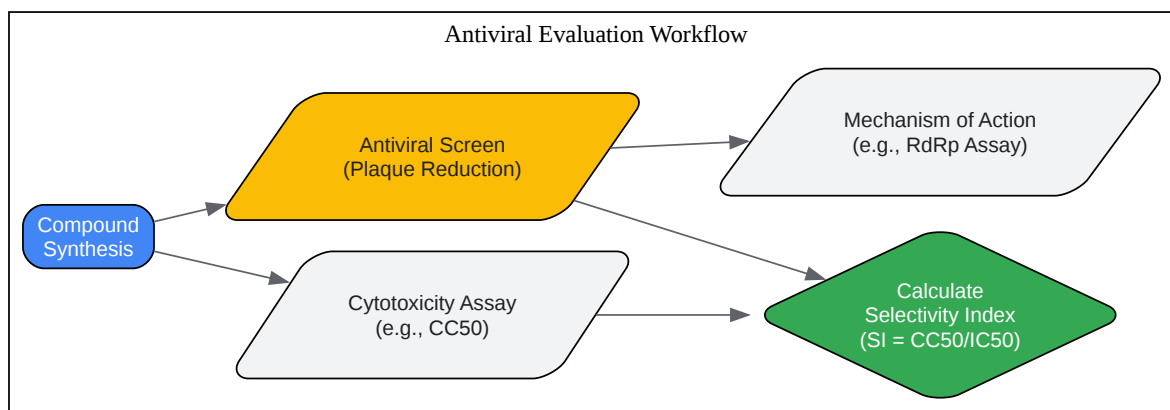 Antiviral Evaluation Workflow
Compound
Synthesis
Antiviral Screen
(Plaque Reduction)
Cytotoxicity Assay
(e.g., CC50)
Mechanism of Action
(e.g., RdRp Assay)
Calculate
Selectivity Index
(SI = CC50/IC50)